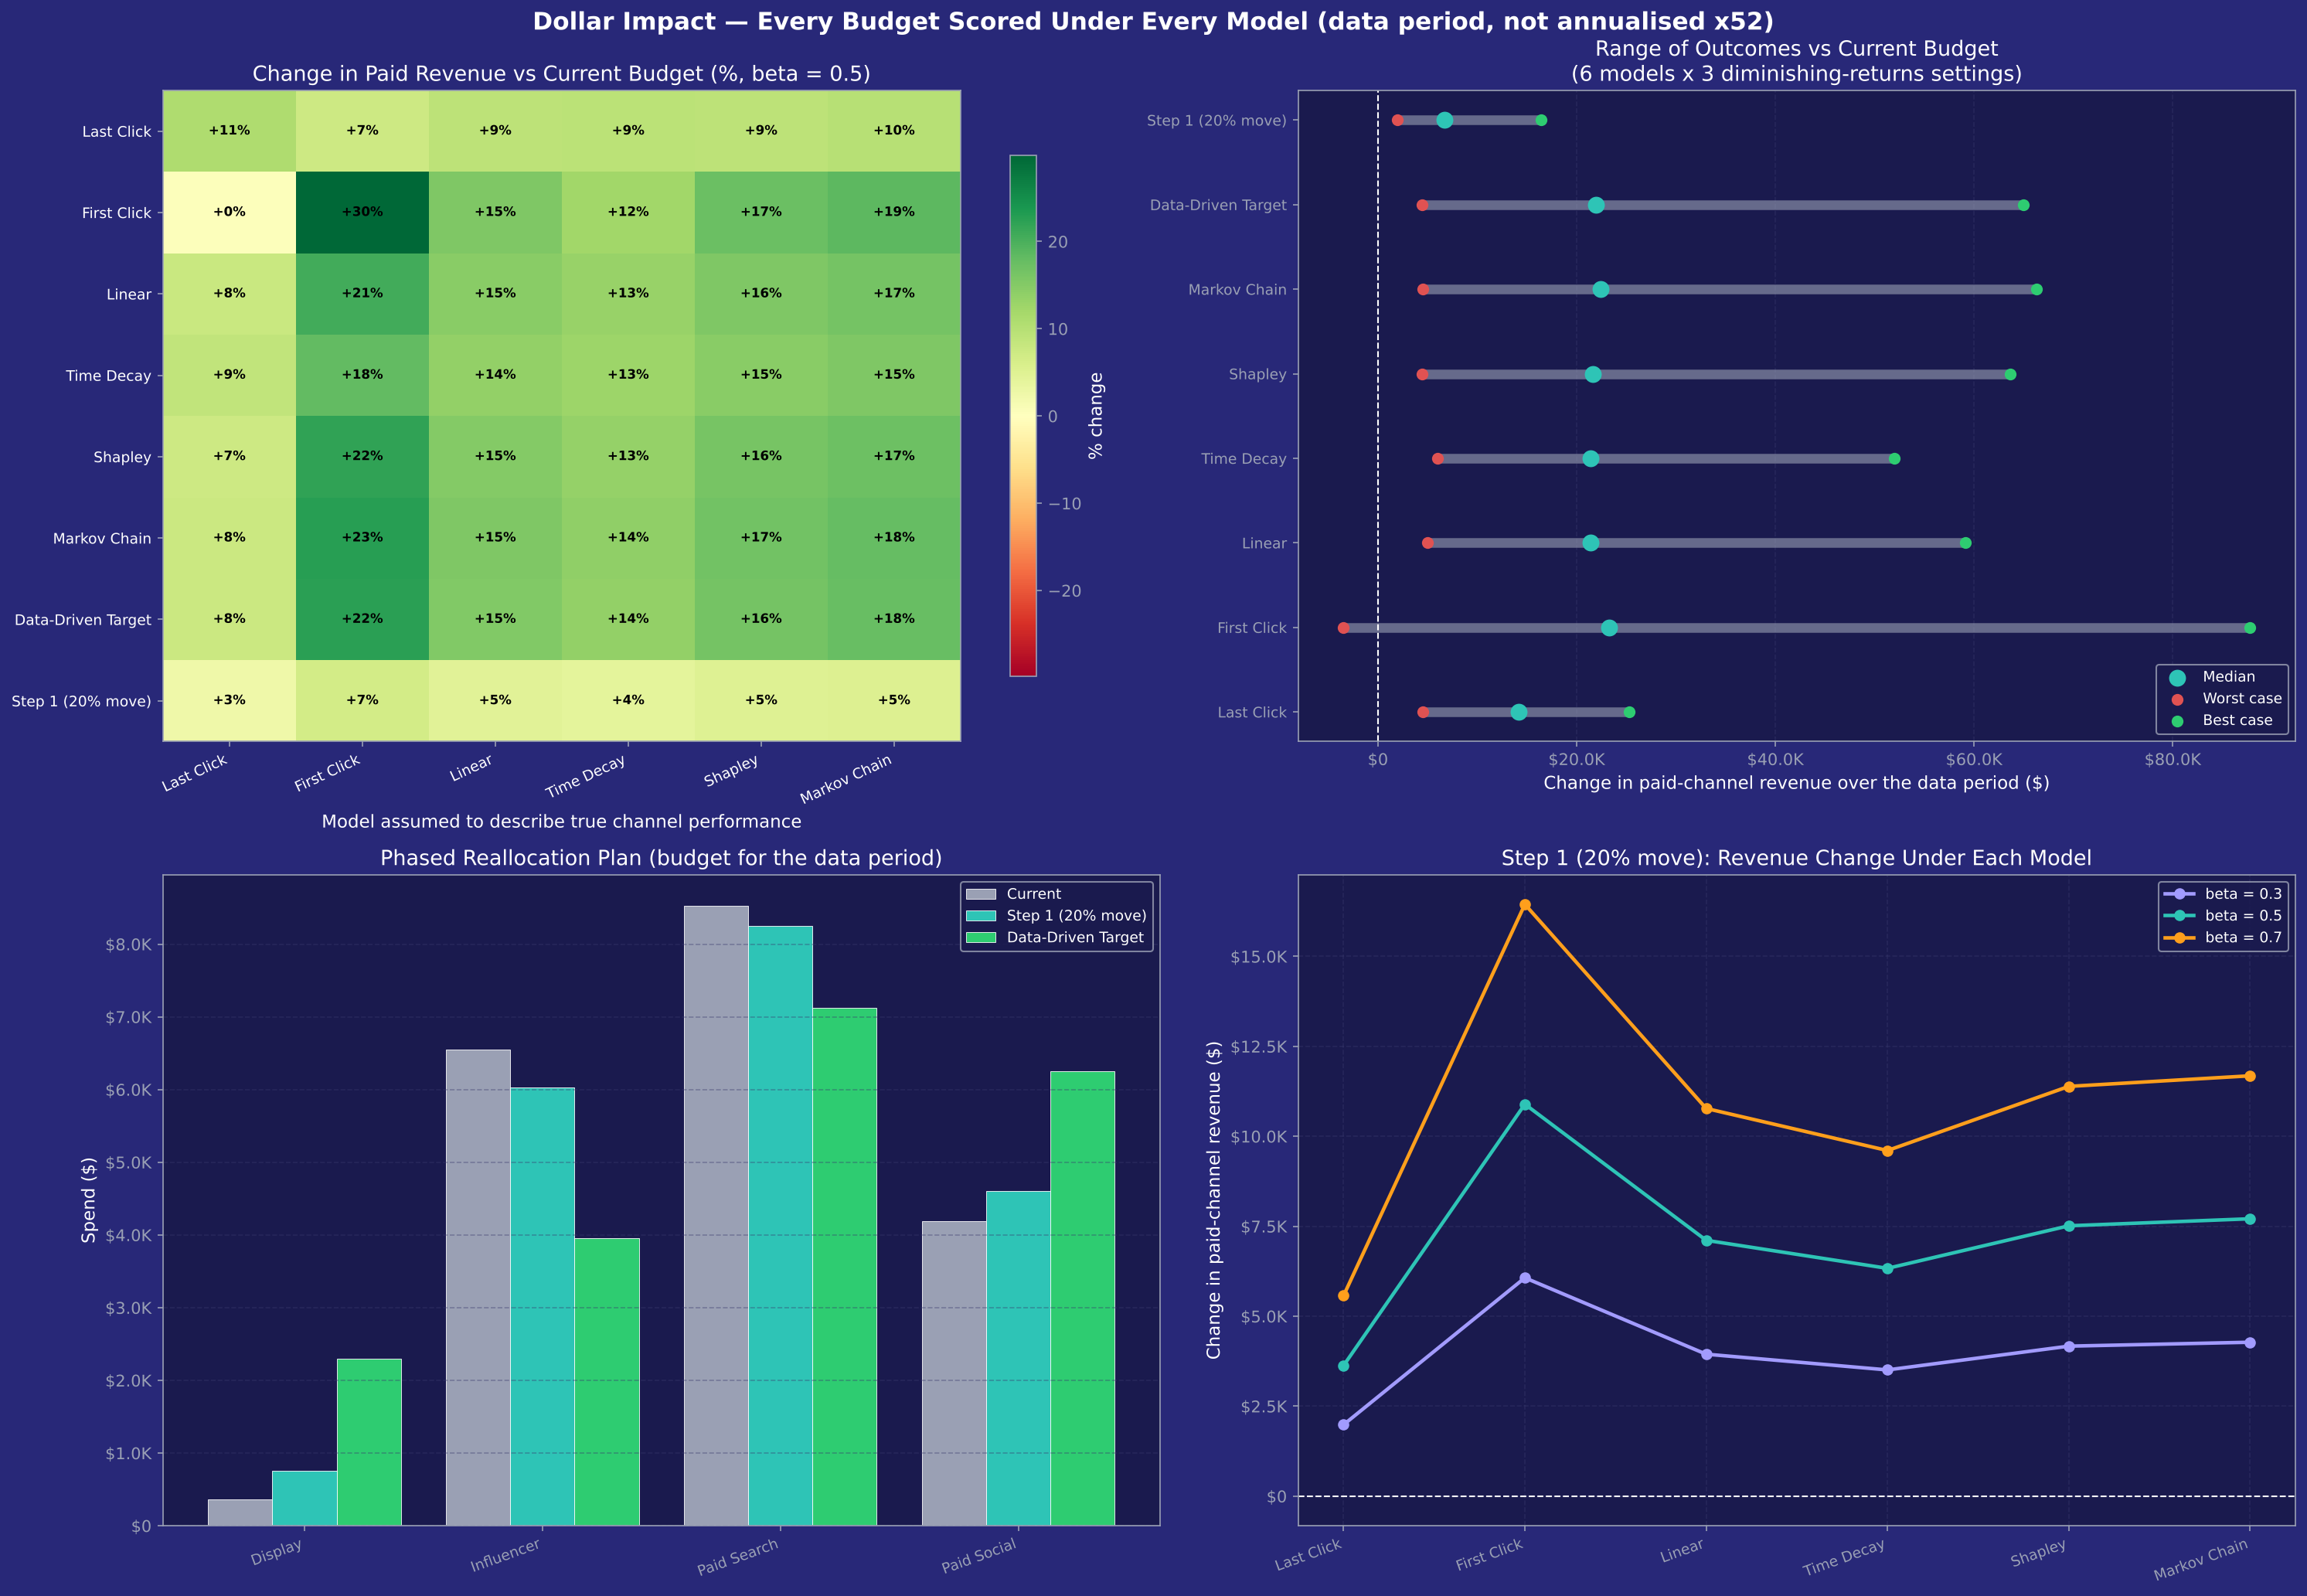 Dollar Impact — Every Budget Scored Under Every Model (data period, not annualised x52)
Change in Paid Revenue vs Current Budget (%, beta = 0.5)
Last Click +11% +7% +9% +9% +9% +10%
First Click +0% +30% +15% +12% +17% +19%
Linear +8% +21% +15% +13% +16% +17%
Time Decay +9% +18% +14% +13% +15% +15%
Shapley +7% +22% +15% +13% +16% +17%
Markov Chain +8% +23% +15% +14% +17% +18%
Data-Driven Target +8% +22% +15% +14% +16% +18%
Step 1 (20% move) +3% +7% +5% +4% +5% +5%
Last Click First Click Linear Time Decay Shapley Markov Chain
Model assumed to describe true channel performance
20
10
0
−10
−20
% change
Range of Outcomes vs Current Budget
(6 models x 3 diminishing-returns settings)
Step 1 (20% move)
Data-Driven Target
Markov Chain
Shapley
Time Decay
Linear
First Click
Last Click
Median
Worst case
Best case
$0 $20.0K $40.0K $60.0K $80.0K
Change in paid-channel revenue over the data period ($)
Phased Reallocation Plan (budget for the data period)
Current
Step 1 (20% move)
Data-Driven Target
Spend ($)
$8.0K
$7.0K
$6.0K
$5.0K
$4.0K
$3.0K
$2.0K
$1.0K
$0
Display Influencer Paid Search Paid Social
Step 1 (20% move): Revenue Change Under Each Model
beta = 0.3
beta = 0.5
beta = 0.7
Change in paid-channel revenue ($)
$15.0K
$12.5K
$10.0K
$7.5K
$5.0K
$2.5K
$0
Last Click First Click Linear Time Decay Shapley Markov Chain